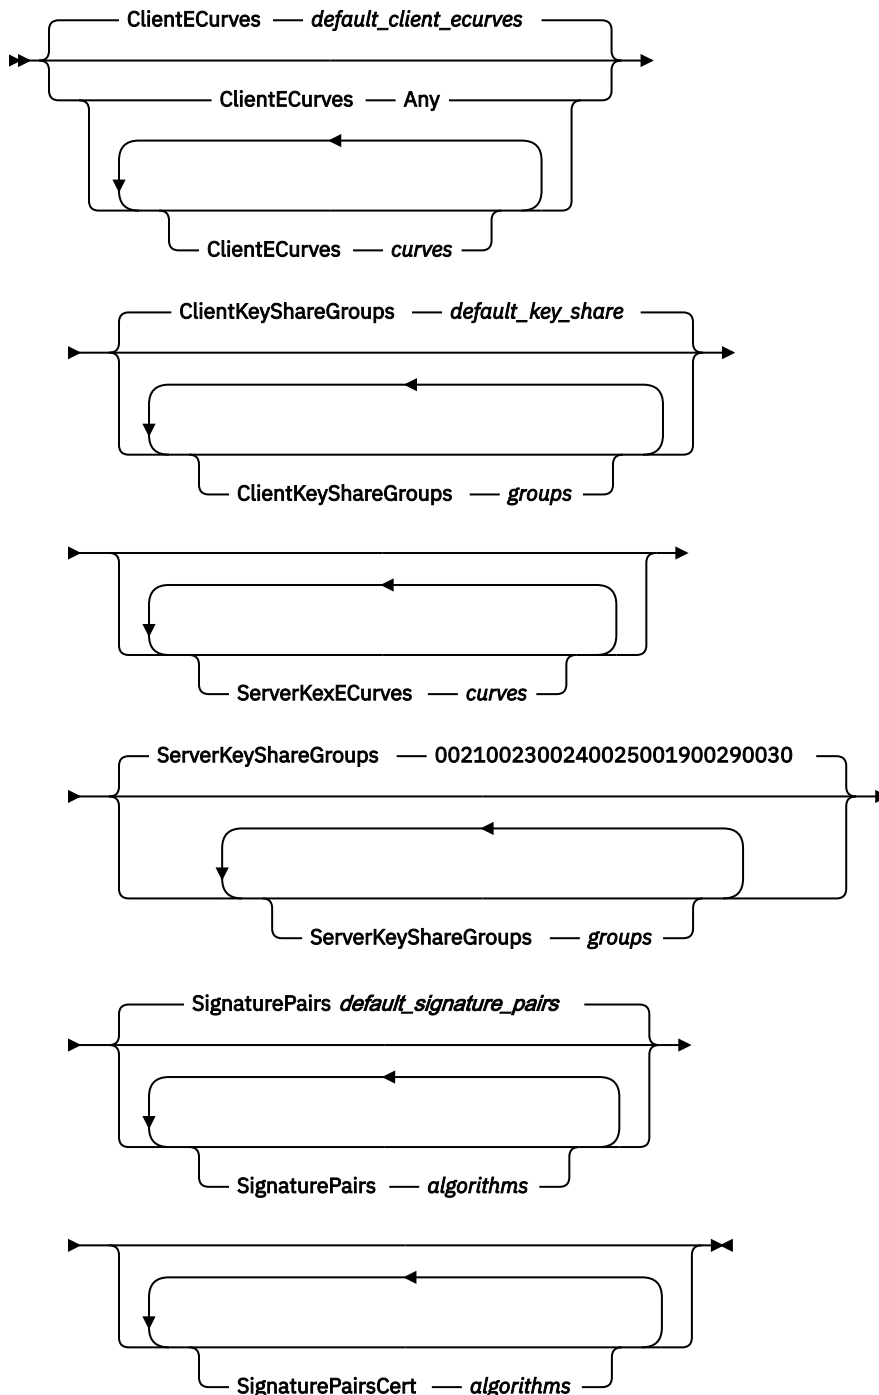 ClientECurves default_client_ecurves
ClientECurves Any
ClientECurves curves
ClientKeyShareGroups default_key_share
ClientKeyShareGroups groups
ServerKexECurves curves
ServerKeyShareGroups 0021002300240025001900290030
ServerKeyShareGroups groups
SignaturePairs default_signature_pairs
SignaturePairs algorithms
SignaturePairsCert algorithms